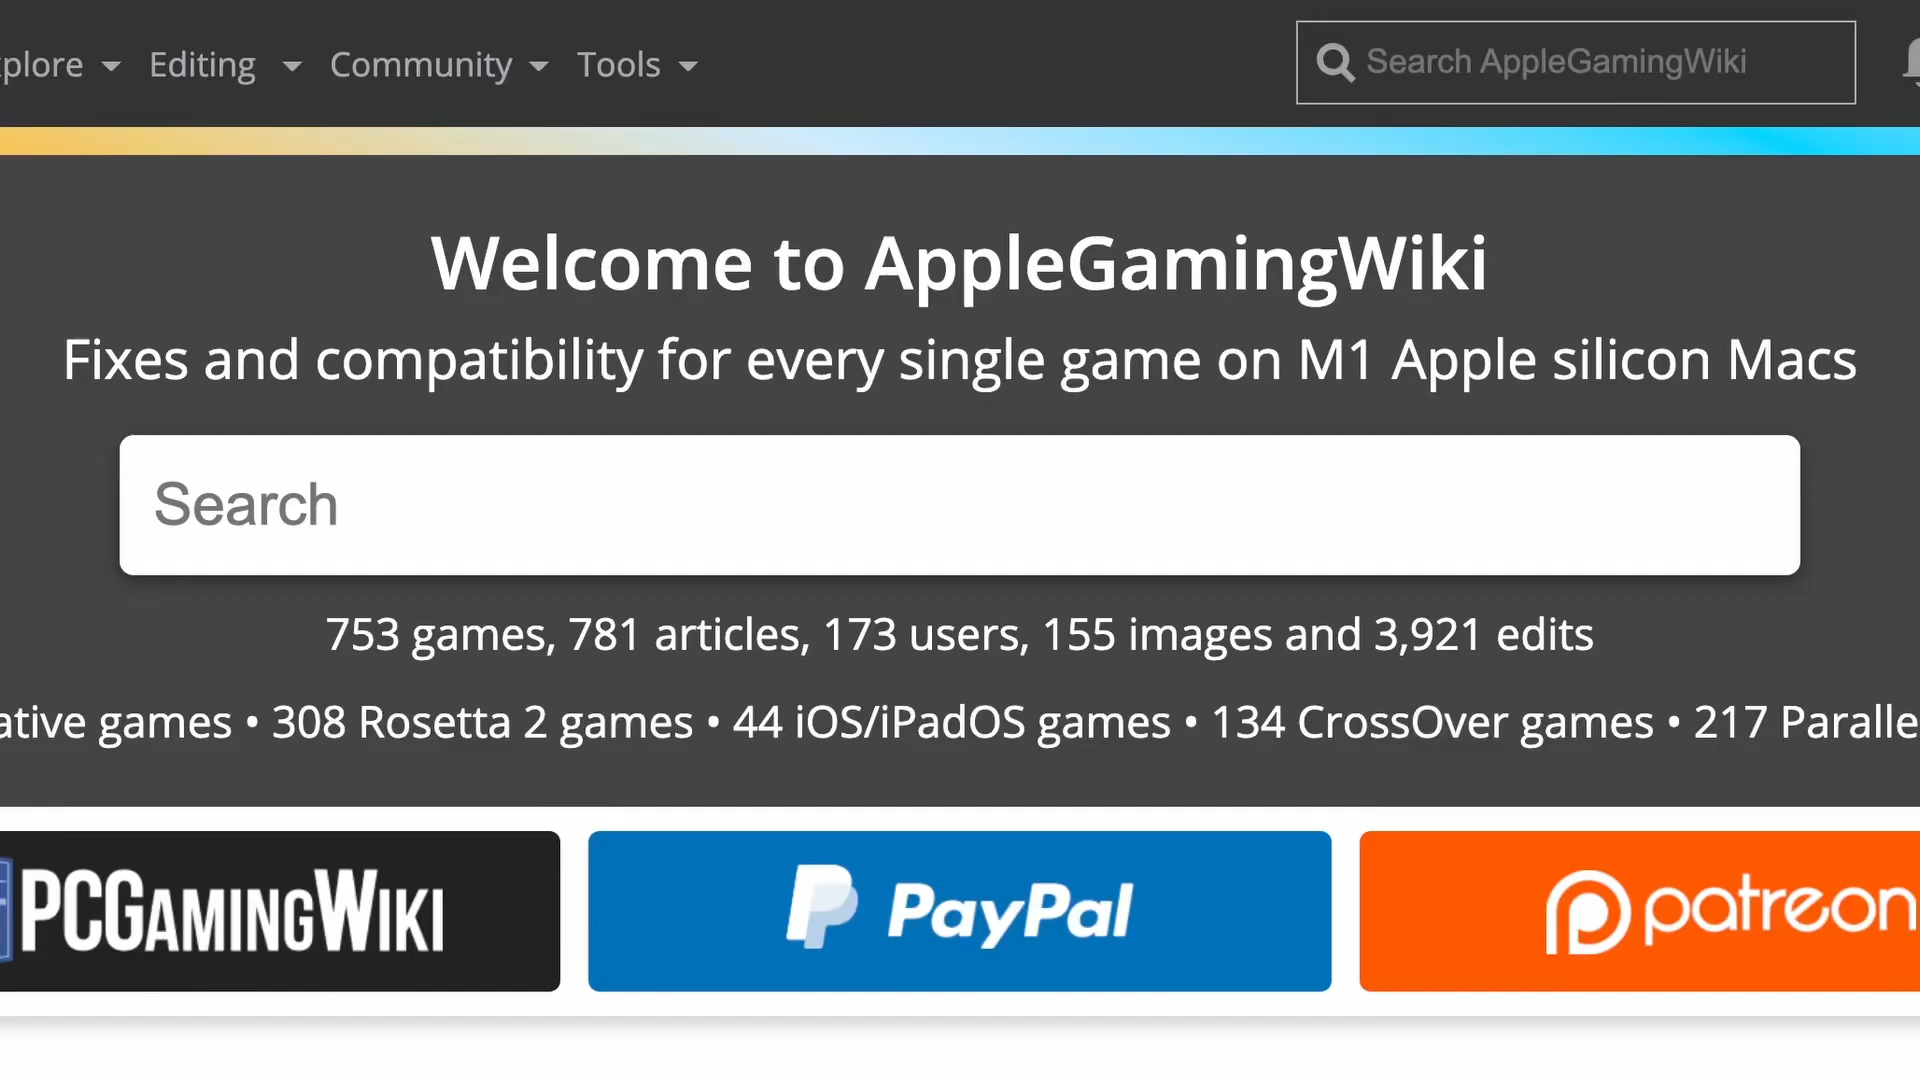 plore Editing Community Tools Search AppleGamingWiki
Welcome to AppleGamingWiki
Fixes and compatibility for every single game on M1 Apple silicon Macs
Search
753 games, 781 articles, 173 users, 155 images and 3,921 edits
ative games • 308 Rosetta 2 games • 44 iOS/iPadOS games • 134 CrossOver games • 217 Paralle
PCGAMINGWIKI PayPal patreon